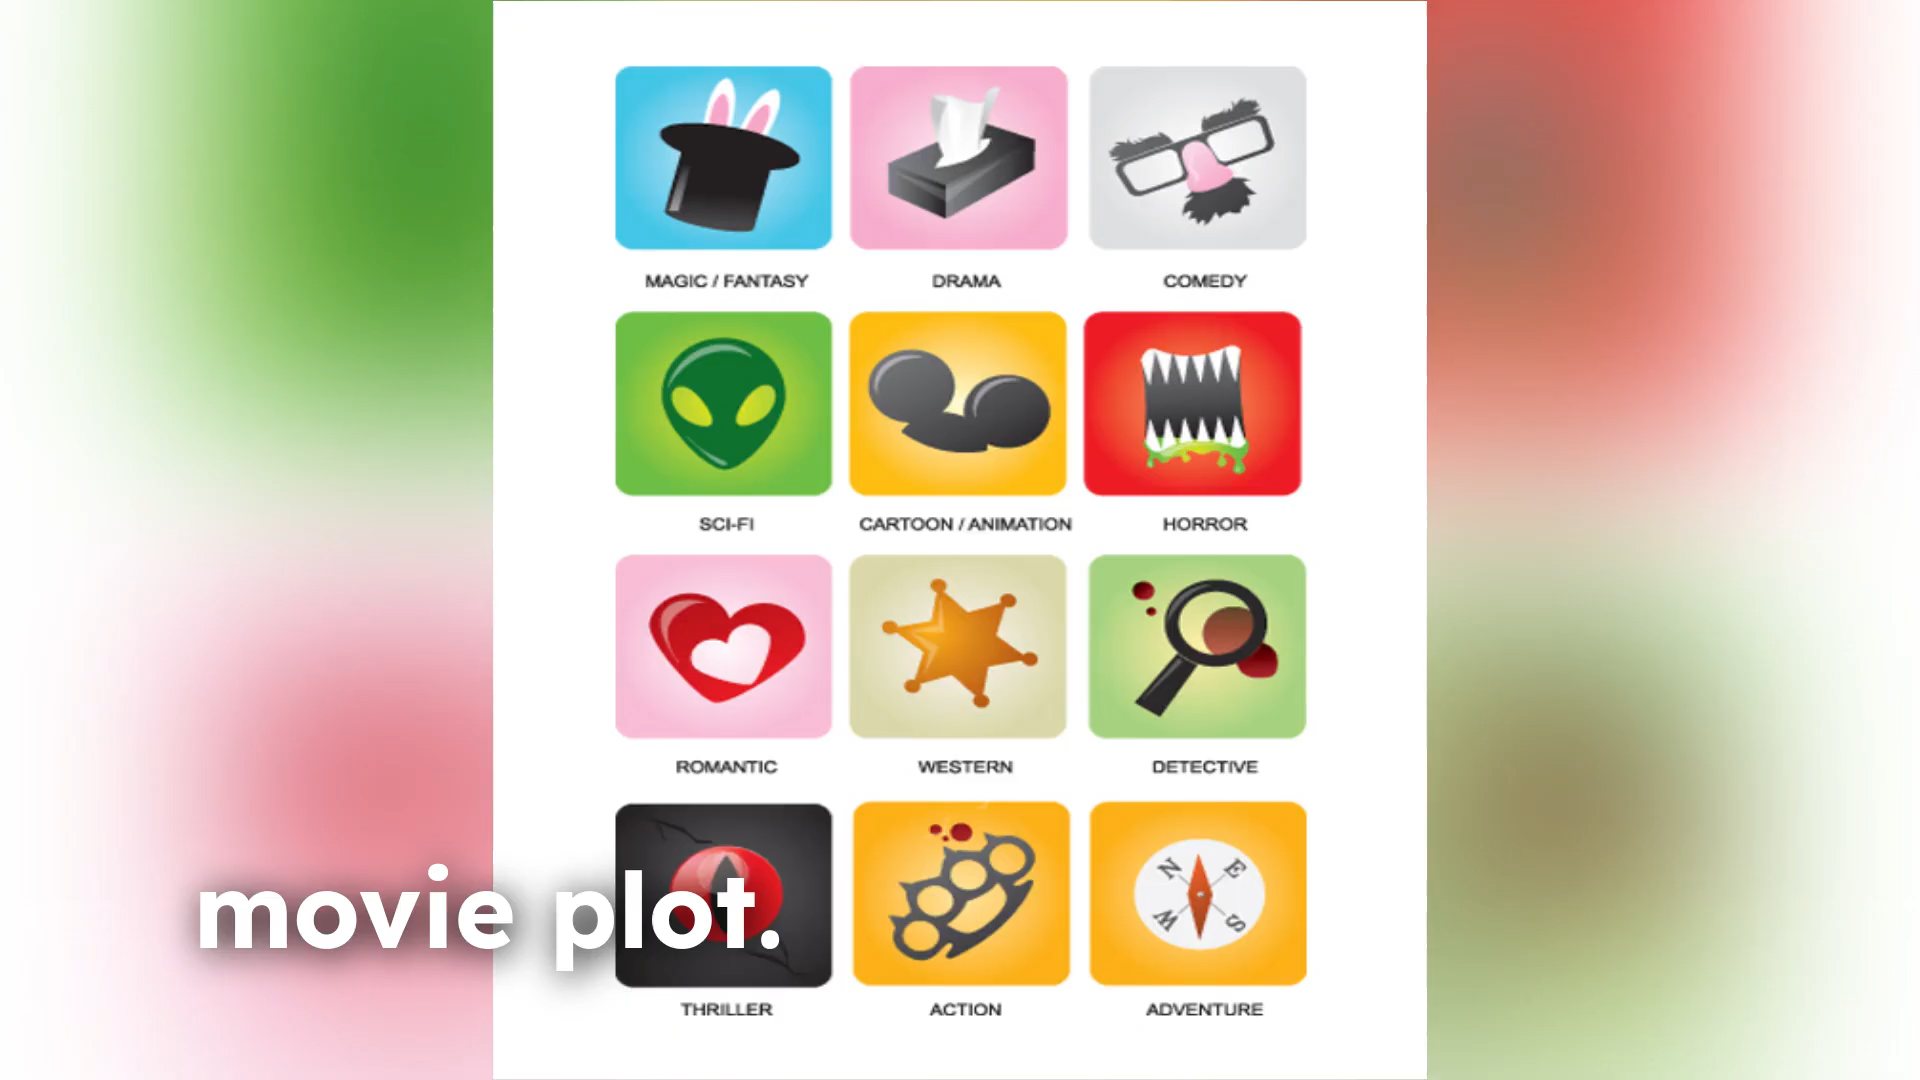 MAGIC / FANTASY
DRAMA
COMEDY
SCI-FI
CARTOON / ANIMATION
HORROR
ROMANTIC
WESTERN
DETECTIVE
N E
W S
movie plot.
THRILLER
ACTION
ADVENTURE